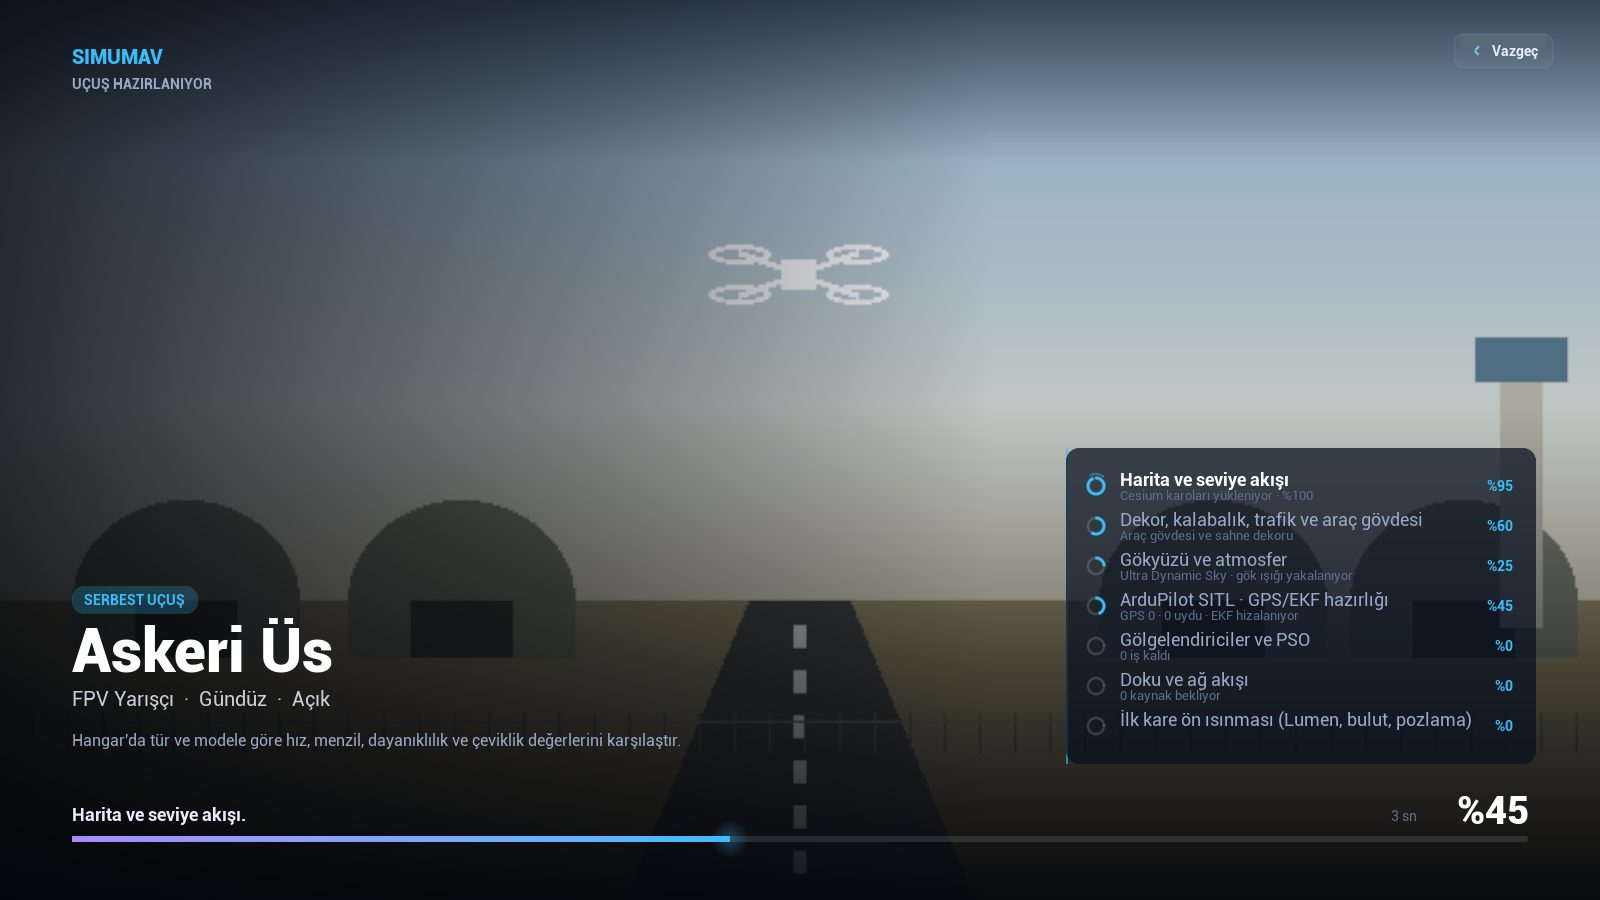 SIMUMAV
UÇUŞ HAZIRLANIYOR
Vazgeç
Harita ve seviye akışı
Cesium karoları yükleniyor · %100
%95
Dekor, kalabalık, trafik ve araç gövdesi
Araç gövdesi ve sahne dekoru
%60
Gökyüzü ve atmosfer
Ultra Dynamic Sky · gök ışığı yakalanıyor
%25
ArduPilot SITL · GPS/EKF hazırlığı
GPS 0 · 0 uydu · EKF hizalanıyor
%45
Gölgelendiriciler ve PSO
0 iş kaldı
%0
Doku ve ağ akışı
0 kaynak bekliyor
%0
İlk kare ön ısınması (Lumen, bulut, pozlama)
%0
SERBEST UÇUŞ
Askeri Üs
FPV Yarışçı · Gündüz · Açık
Hangar'da tür ve modele göre hız, menzil, dayanıklılık ve çeviklik değerlerini karşılaştır.
Harita ve seviye akışı.
3 sn
%45